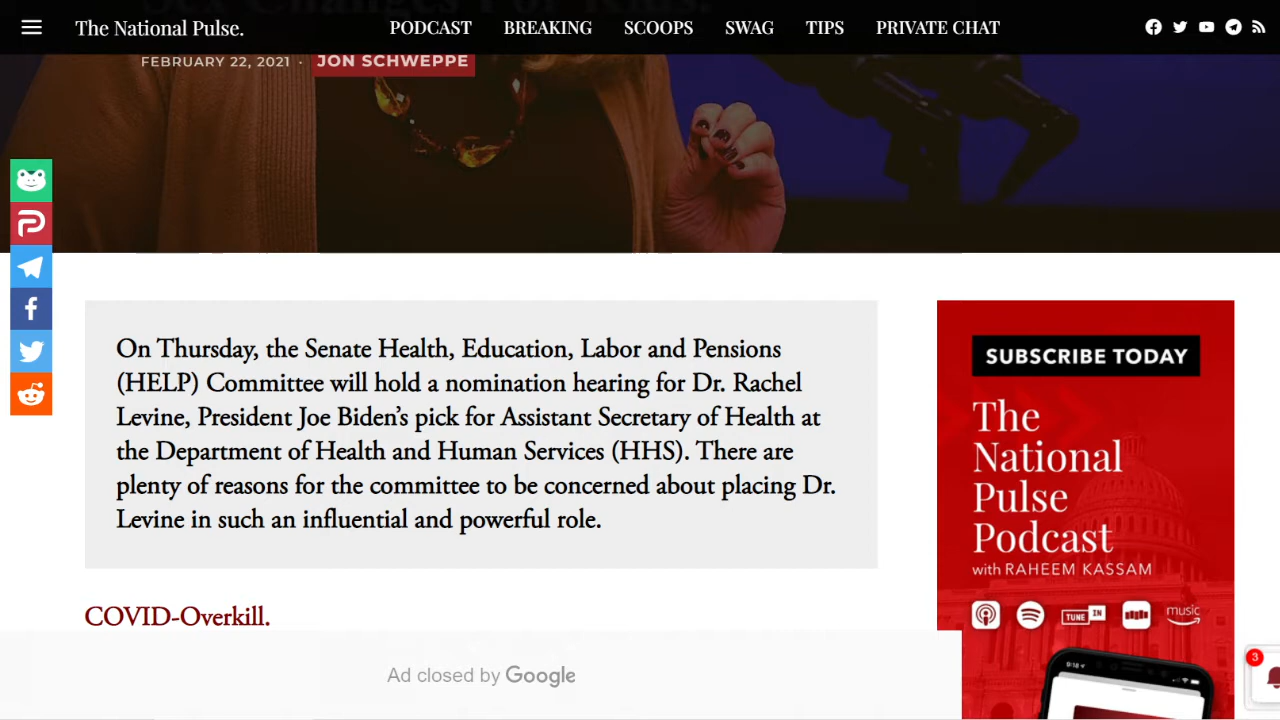 The National Pulse.
PODCAST
BREAKING
SCOOPS
SWAG
TIPS
PRIVATE CHAT
FEBRUARY 22, 2021 · JON SCHWEPPE
On Thursday, the Senate Health, Education, Labor and Pensions
(HELP) Committee will hold a nomination hearing for Dr. Rachel
Levine, President Joe Biden’s pick for Assistant Secretary of Health at
the Department of Health and Human Services (HHS). There are
plenty of reasons for the committee to be concerned about placing Dr.
Levine in such an influential and powerful role.
COVID-Overkill.
Ad closed by Google
SUBSCRIBE TODAY
The
National
Pulse
Podcast
with RAHEEM KASSAM
TUNE IN
music
9:18
3